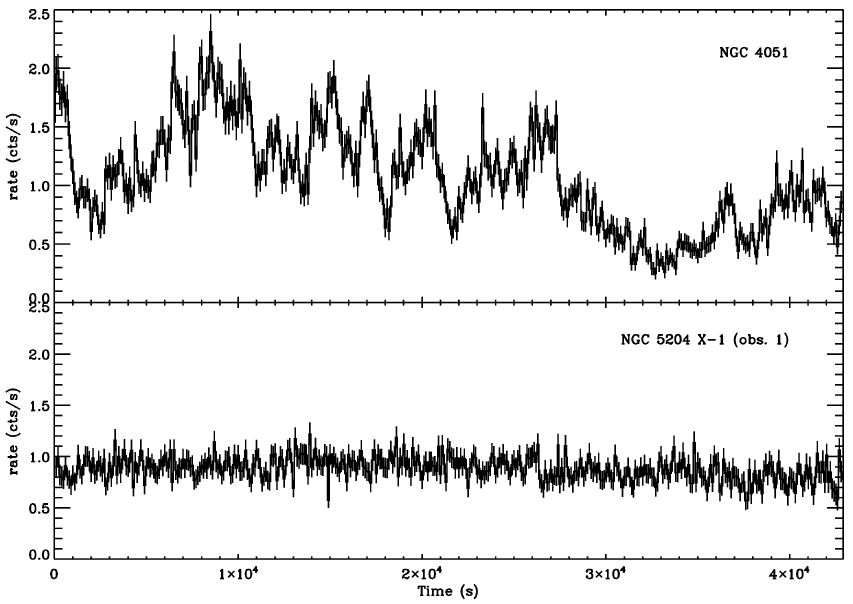 2.5
NGC 4051
2.0
1.5
rate (cts/s)
1.0
0.5
0.0
2.5
NGC 5204 X-1 (obs. 1)
2.0
1.5
rate (cts/s)
1.0
0.5
0.0
0 1×10⁴ 2×10⁴ 3×10⁴ 4×10⁴
Time (s)